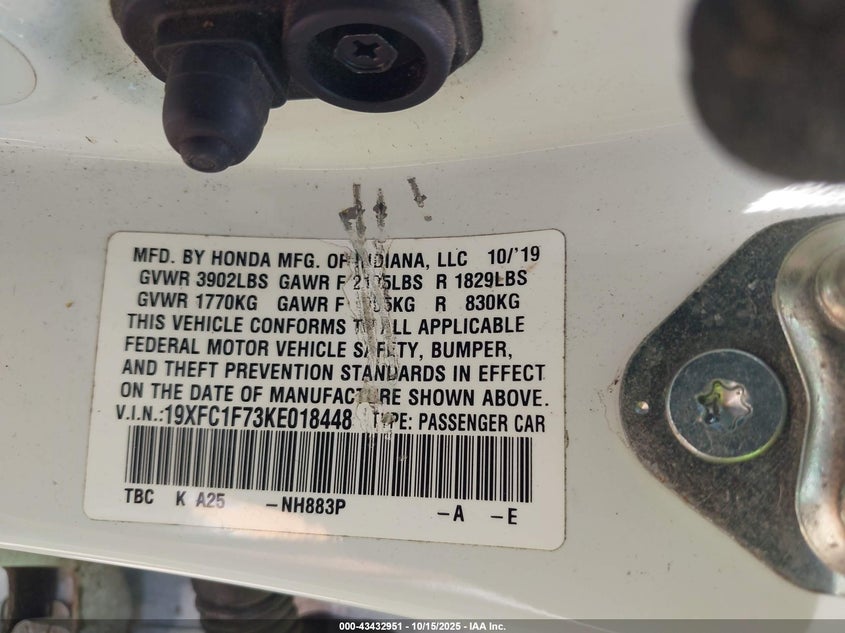 MFD. BY HONDA MFG. OF INDIANA, LLC 10/'19
GVWR 3902LBS GAWR F LBS R 1829LBS
GVWR 1770KG GAWR F KG R 830KG
THIS VEHICLE CONFORMS TO ALL APPLICABLE
FEDERAL MOTOR VEHICLE SAFETY, BUMPER,
AND THEFT PREVENTION STANDARDS IN EFFECT
ON THE DATE OF MANUFACTURE SHOWN ABOVE.
V.I.N.:19XFC1F73KE018448 TYPE: PASSENGER CAR
TBC K A25 -NH883P -A -E
000-43432951 - 10/15/2025 - IAA Inc.